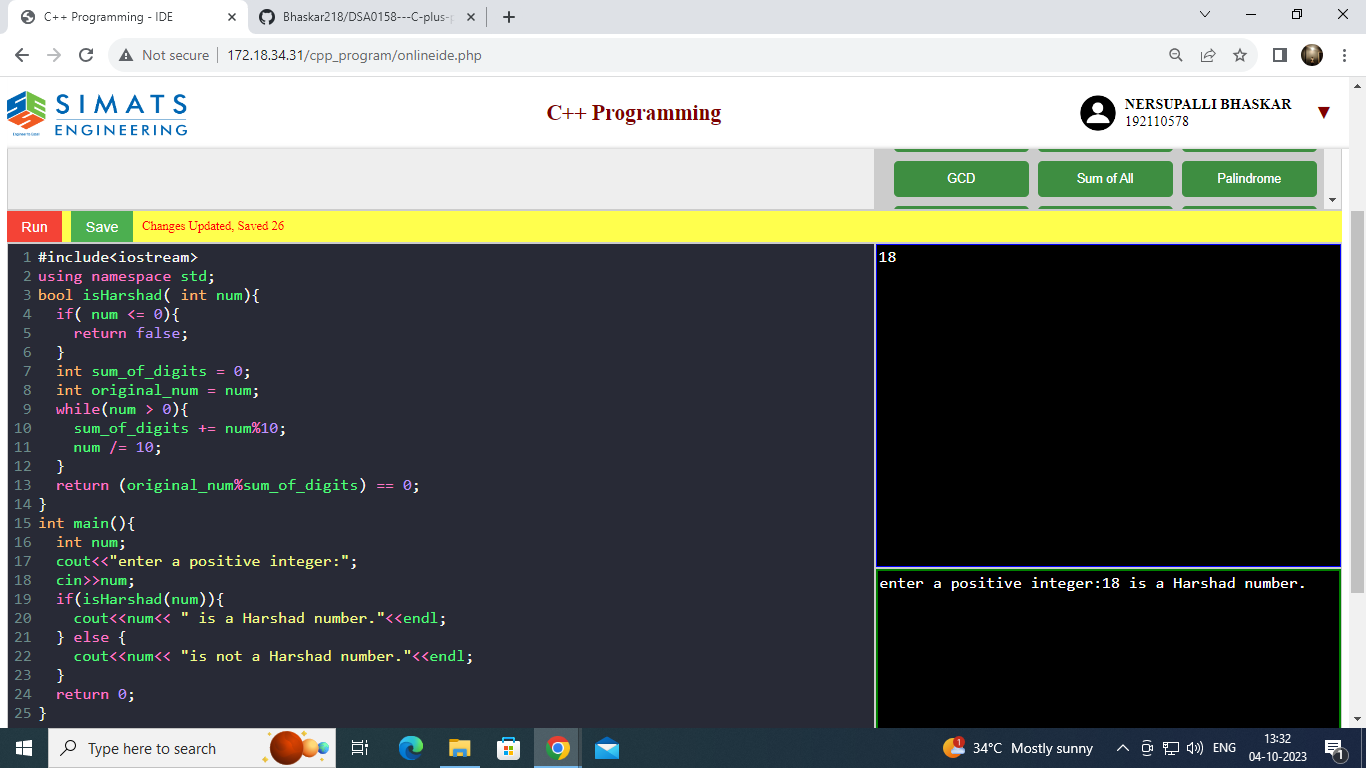 C++ Programming - IDE
Bhaskar218/DSA0158---C-plus-p
Not secure
172.18.34.31/cpp_program/onlineide.php
SIMATS
ENGINEERING
C++ Programming
NERSUPALLI BHASKAR
192110578
GCD
Sum of All
Palindrome
Run
Save
Changes Updated, Saved 26
1 #include<iostream>
2 using namespace std;
3 bool isHarshad( int num){
4   if( num <= 0){
5     return false;
6   }
7   int sum_of_digits = 0;
8   int original_num = num;
9   while(num > 0){
10     sum_of_digits += num%10;
11     num /= 10;
12   }
13   return (original_num%sum_of_digits) == 0;
14 }
15 int main(){
16   int num;
17   cout<<"enter a positive integer:";
18   cin>>num;
19   if(isHarshad(num)){
20     cout<<num<< " is a Harshad number."<<endl;
21   } else {
22     cout<<num<< "is not a Harshad number."<<endl;
23   }
24   return 0;
25 }
18
enter a positive integer:18 is a Harshad number.
Type here to search
1
34°C Mostly sunny
ENG
13:32
04-10-2023
1